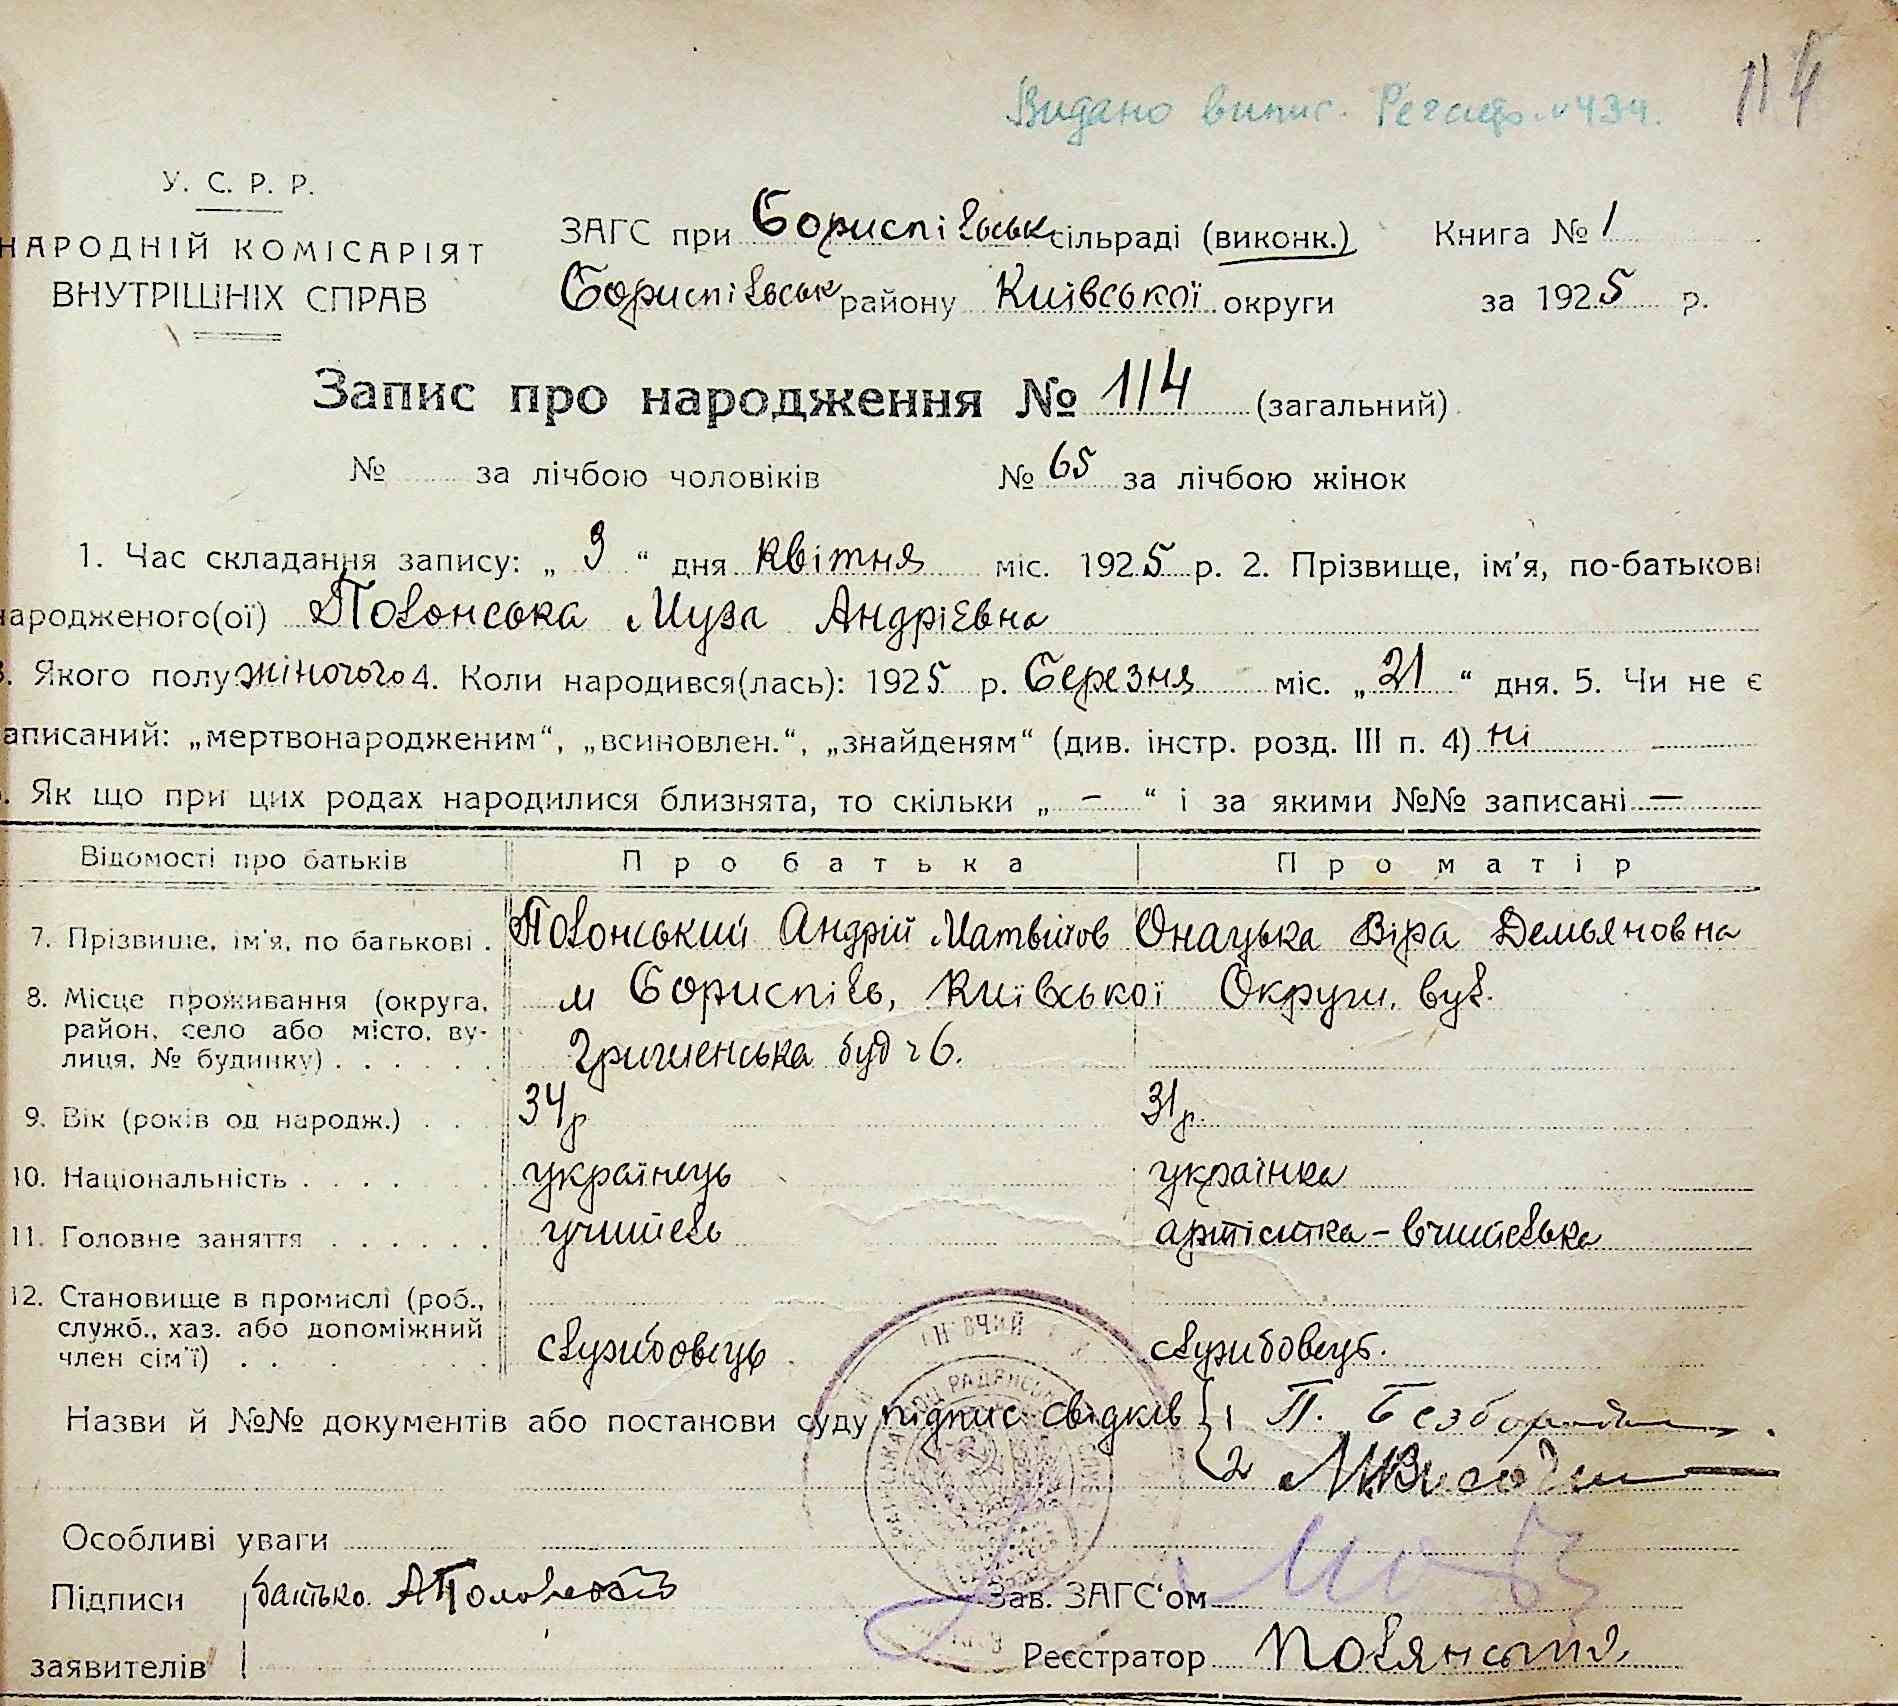 Видано випис. № 434.
114
У. С. Р. Р.
НАРОДНІЙ КОМІСАРІЯТ
ВНУТРІШНІХ СПРАВ
ЗАГС при Бориспільськ сільраді (виконк.) Книга № 1
Бориспільськ району Київської округи за 1925 р.
Запис про народження № 114 (загальний)
№ за лічбою чоловіків № 65 за лічбою жінок
1. Час складання запису: „ 9 “ дня квітня міс. 1925 р. 2. Прізвище, ім'я, по-батькові
народженого(ої) Полонська Муза Андрієвна
3. Якого полу жіночого 4. Коли народився(лась): 1925 р. Березня міс. „ 21 “ дня. 5. Чи не є
аписаний: „мертвонародженим“, „всиновлен.“, „знайденям“ (див. інстр. розд. III п. 4) ні
. Як що при цих родах народилися близнята, то скільки „ – “ і за якими №№ записані —
Відомості про батьків Про батька Про матір
7. Прізвище, ім'я, по батькові . Полонський Андрій Матвійов Онацька Віра Демьяновна
8. Місце проживання (округа, район, село або місто, вулиця, № будинку) . . . . . . м Бориспіль, Київської Округи, вул.
буд ч 6.
9. Вік (років од народж.) . . 34 р 31 р.
10. Національність . . . . українець українка
11. Головне заняття . . . . . . учитель артістка – вчителька
12. Становище в промислі (роб., служб., хаз. або допоміжний член сім'ї) . . . службовець службовець.
Назви й №№ документів або постанови суду підпис свідків { 1 П. Безбородько
2
Особливі уваги
Підписи батько. АПолонський Зав. ЗАГС'ом
заявителів Реєстратор Полянський